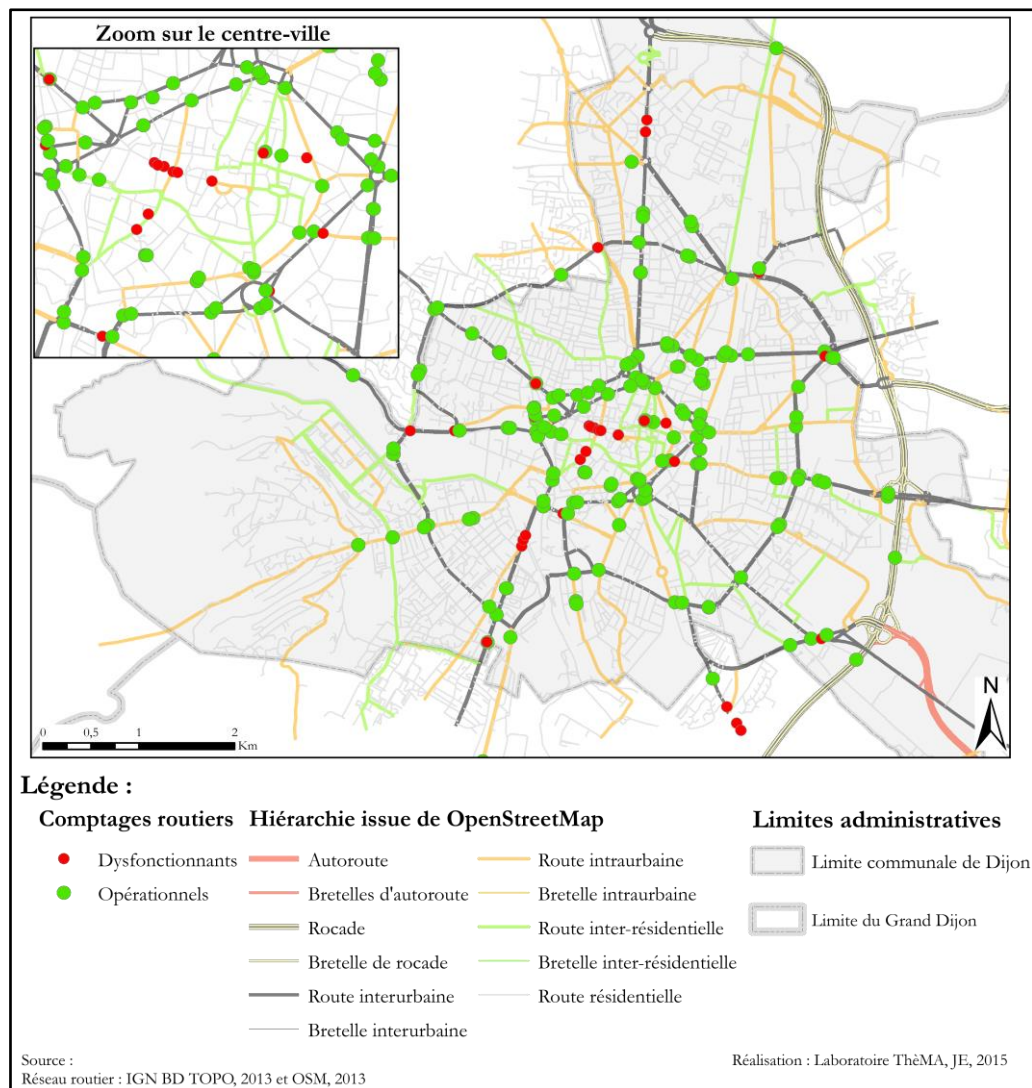 Zoom sur le centre-ville
N
0 0,5 1 2
Km
Légende :
Comptages routiers
Dysfonctionnants
Opérationnels
Hiérarchie issue de OpenStreetMap
Autoroute
Bretelles d'autoroute
Rocade
Bretelle de rocade
Route interurbaine
Bretelle interurbaine
Route intraurbaine
Bretelle intraurbaine
Route inter-résidentielle
Bretelle inter-résidentielle
Route résidentielle
Limites administratives
Limite communale de Dijon
Limite du Grand Dijon
Source :
Réseau routier : IGN BD TOPO, 2013 et OSM, 2013
Réalisation : Laboratoire ThèMA, JE, 2015